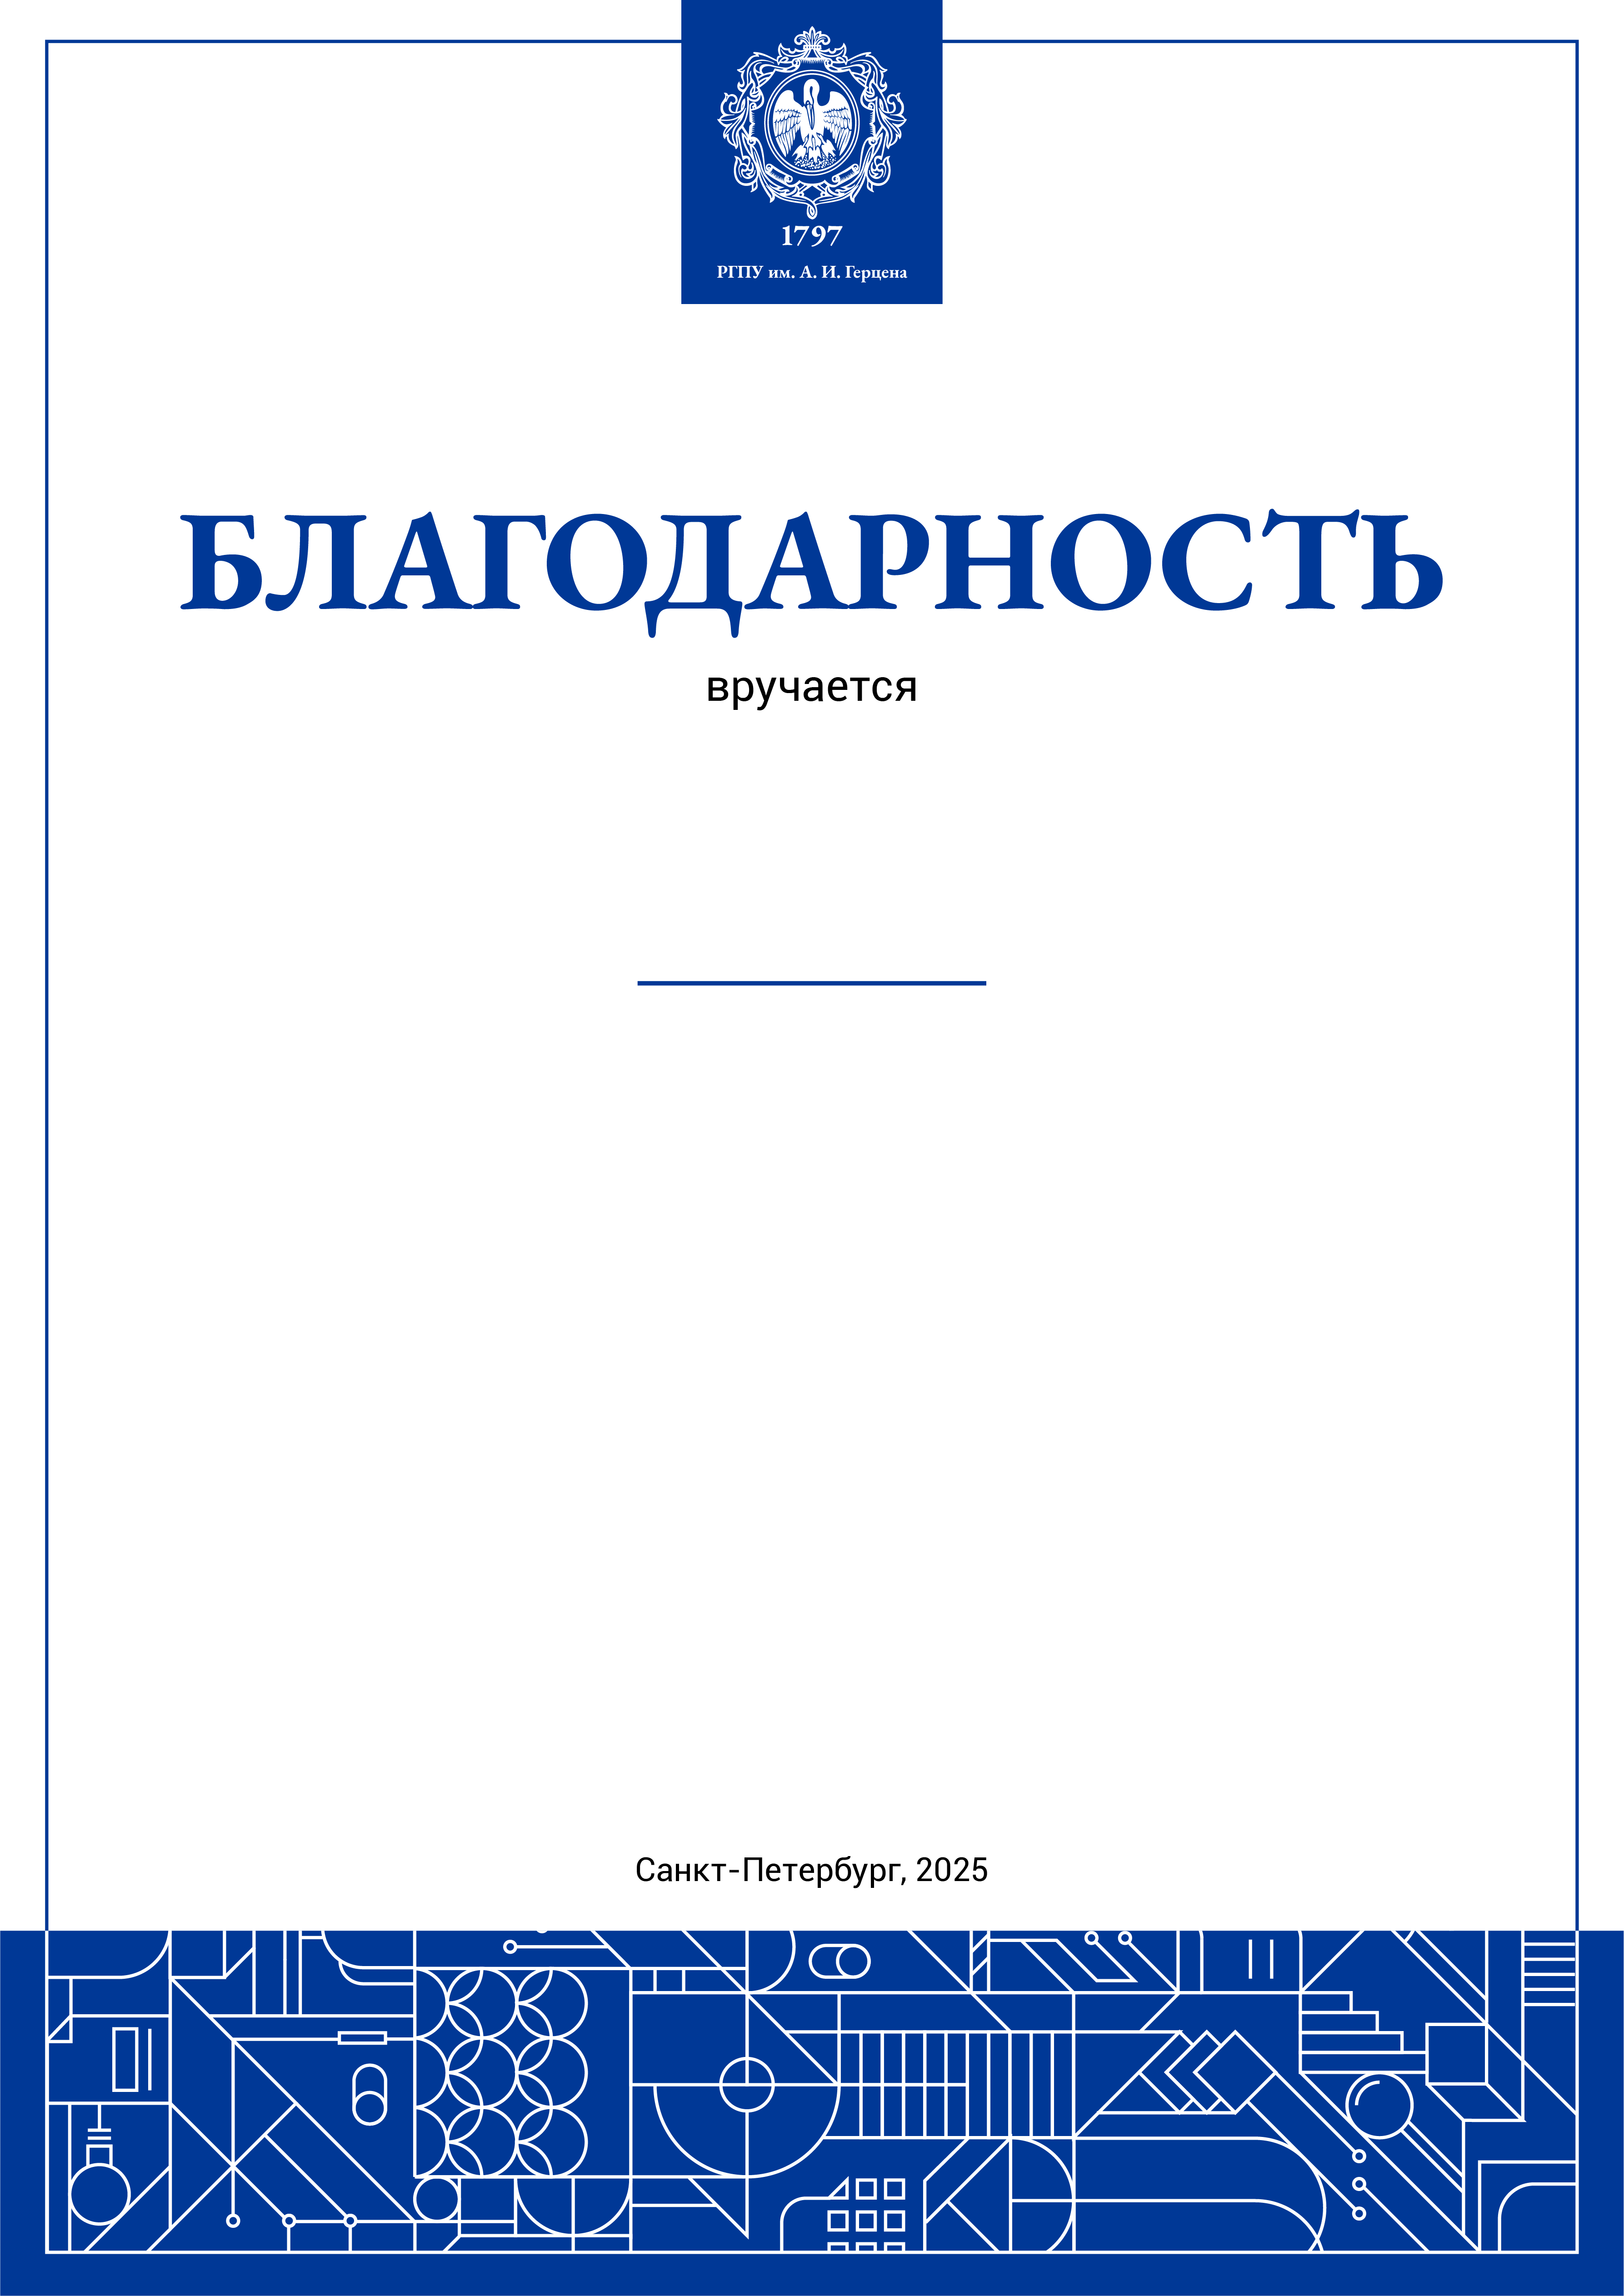 1797
РГПУ им. А. И. Герцена
БЛАГОДАРНОСТЬ
вручается
Санкт-Петербург, 2025